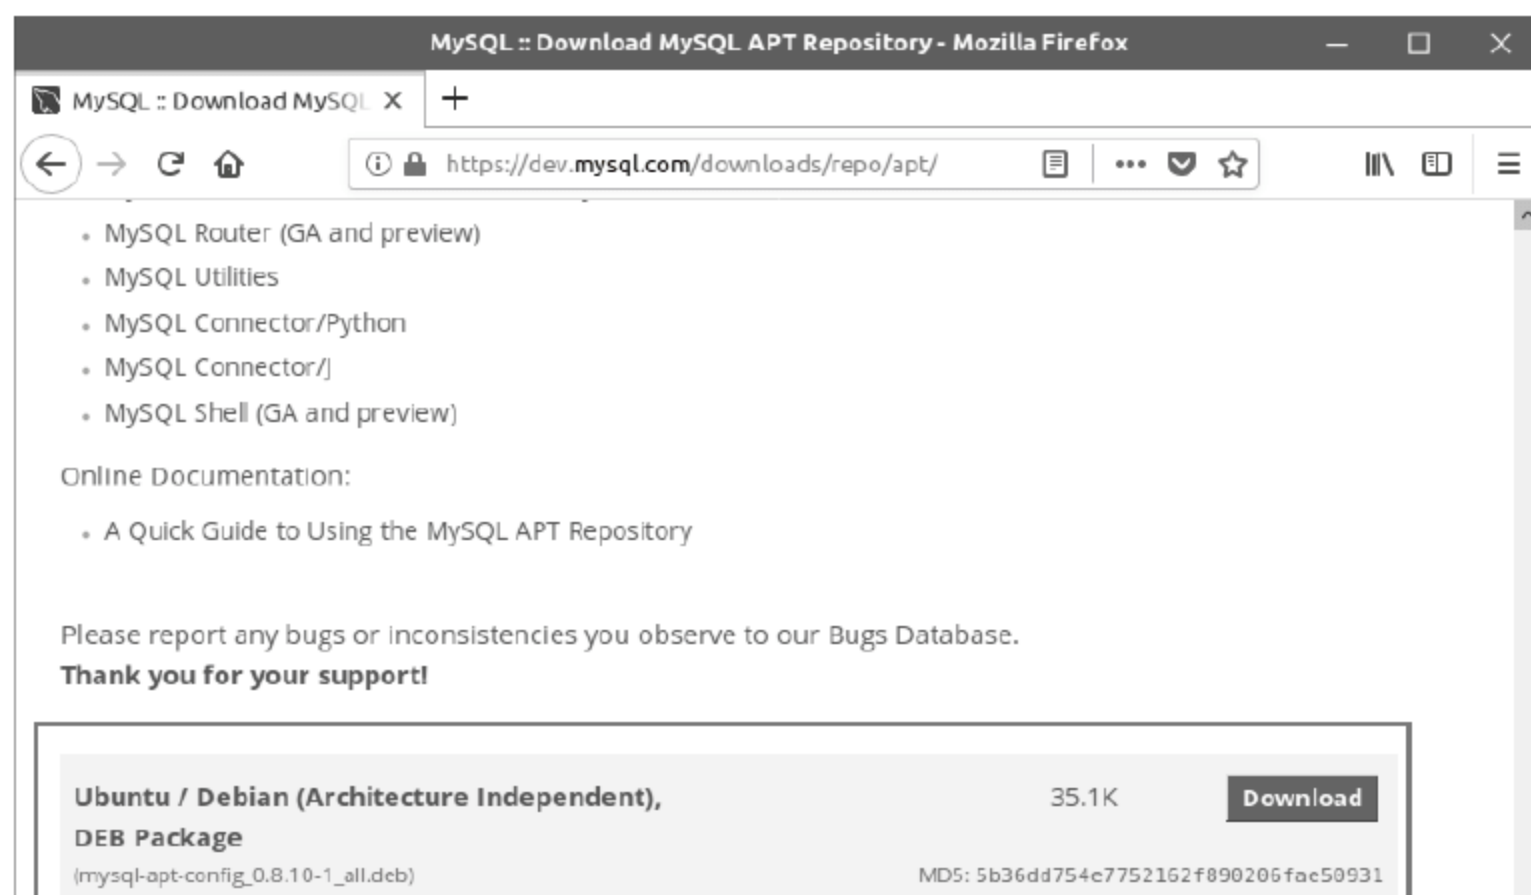 MySQL :: Download MySQL APT Repository - Mozilla Firefox
MySQL :: Download MySQL
https://dev.mysql.com/downloads/repo/apt/
MySQL Router (GA and preview)
MySQL Utilities
MySQL Connector/Python
MySQL Connector/J
MySQL Shell (GA and preview)
Online Documentation:
A Quick Guide to Using the MySQL APT Repository
Please report any bugs or inconsistencies you observe to our Bugs Database.
Thank you for your support!
Ubuntu / Debian (Architecture Independent), 35.1K Download
DEB Package
(mysql-apt-config_0.8.10-1_all.deb) MD5: 5b36dd754e7752162f890206fae50931